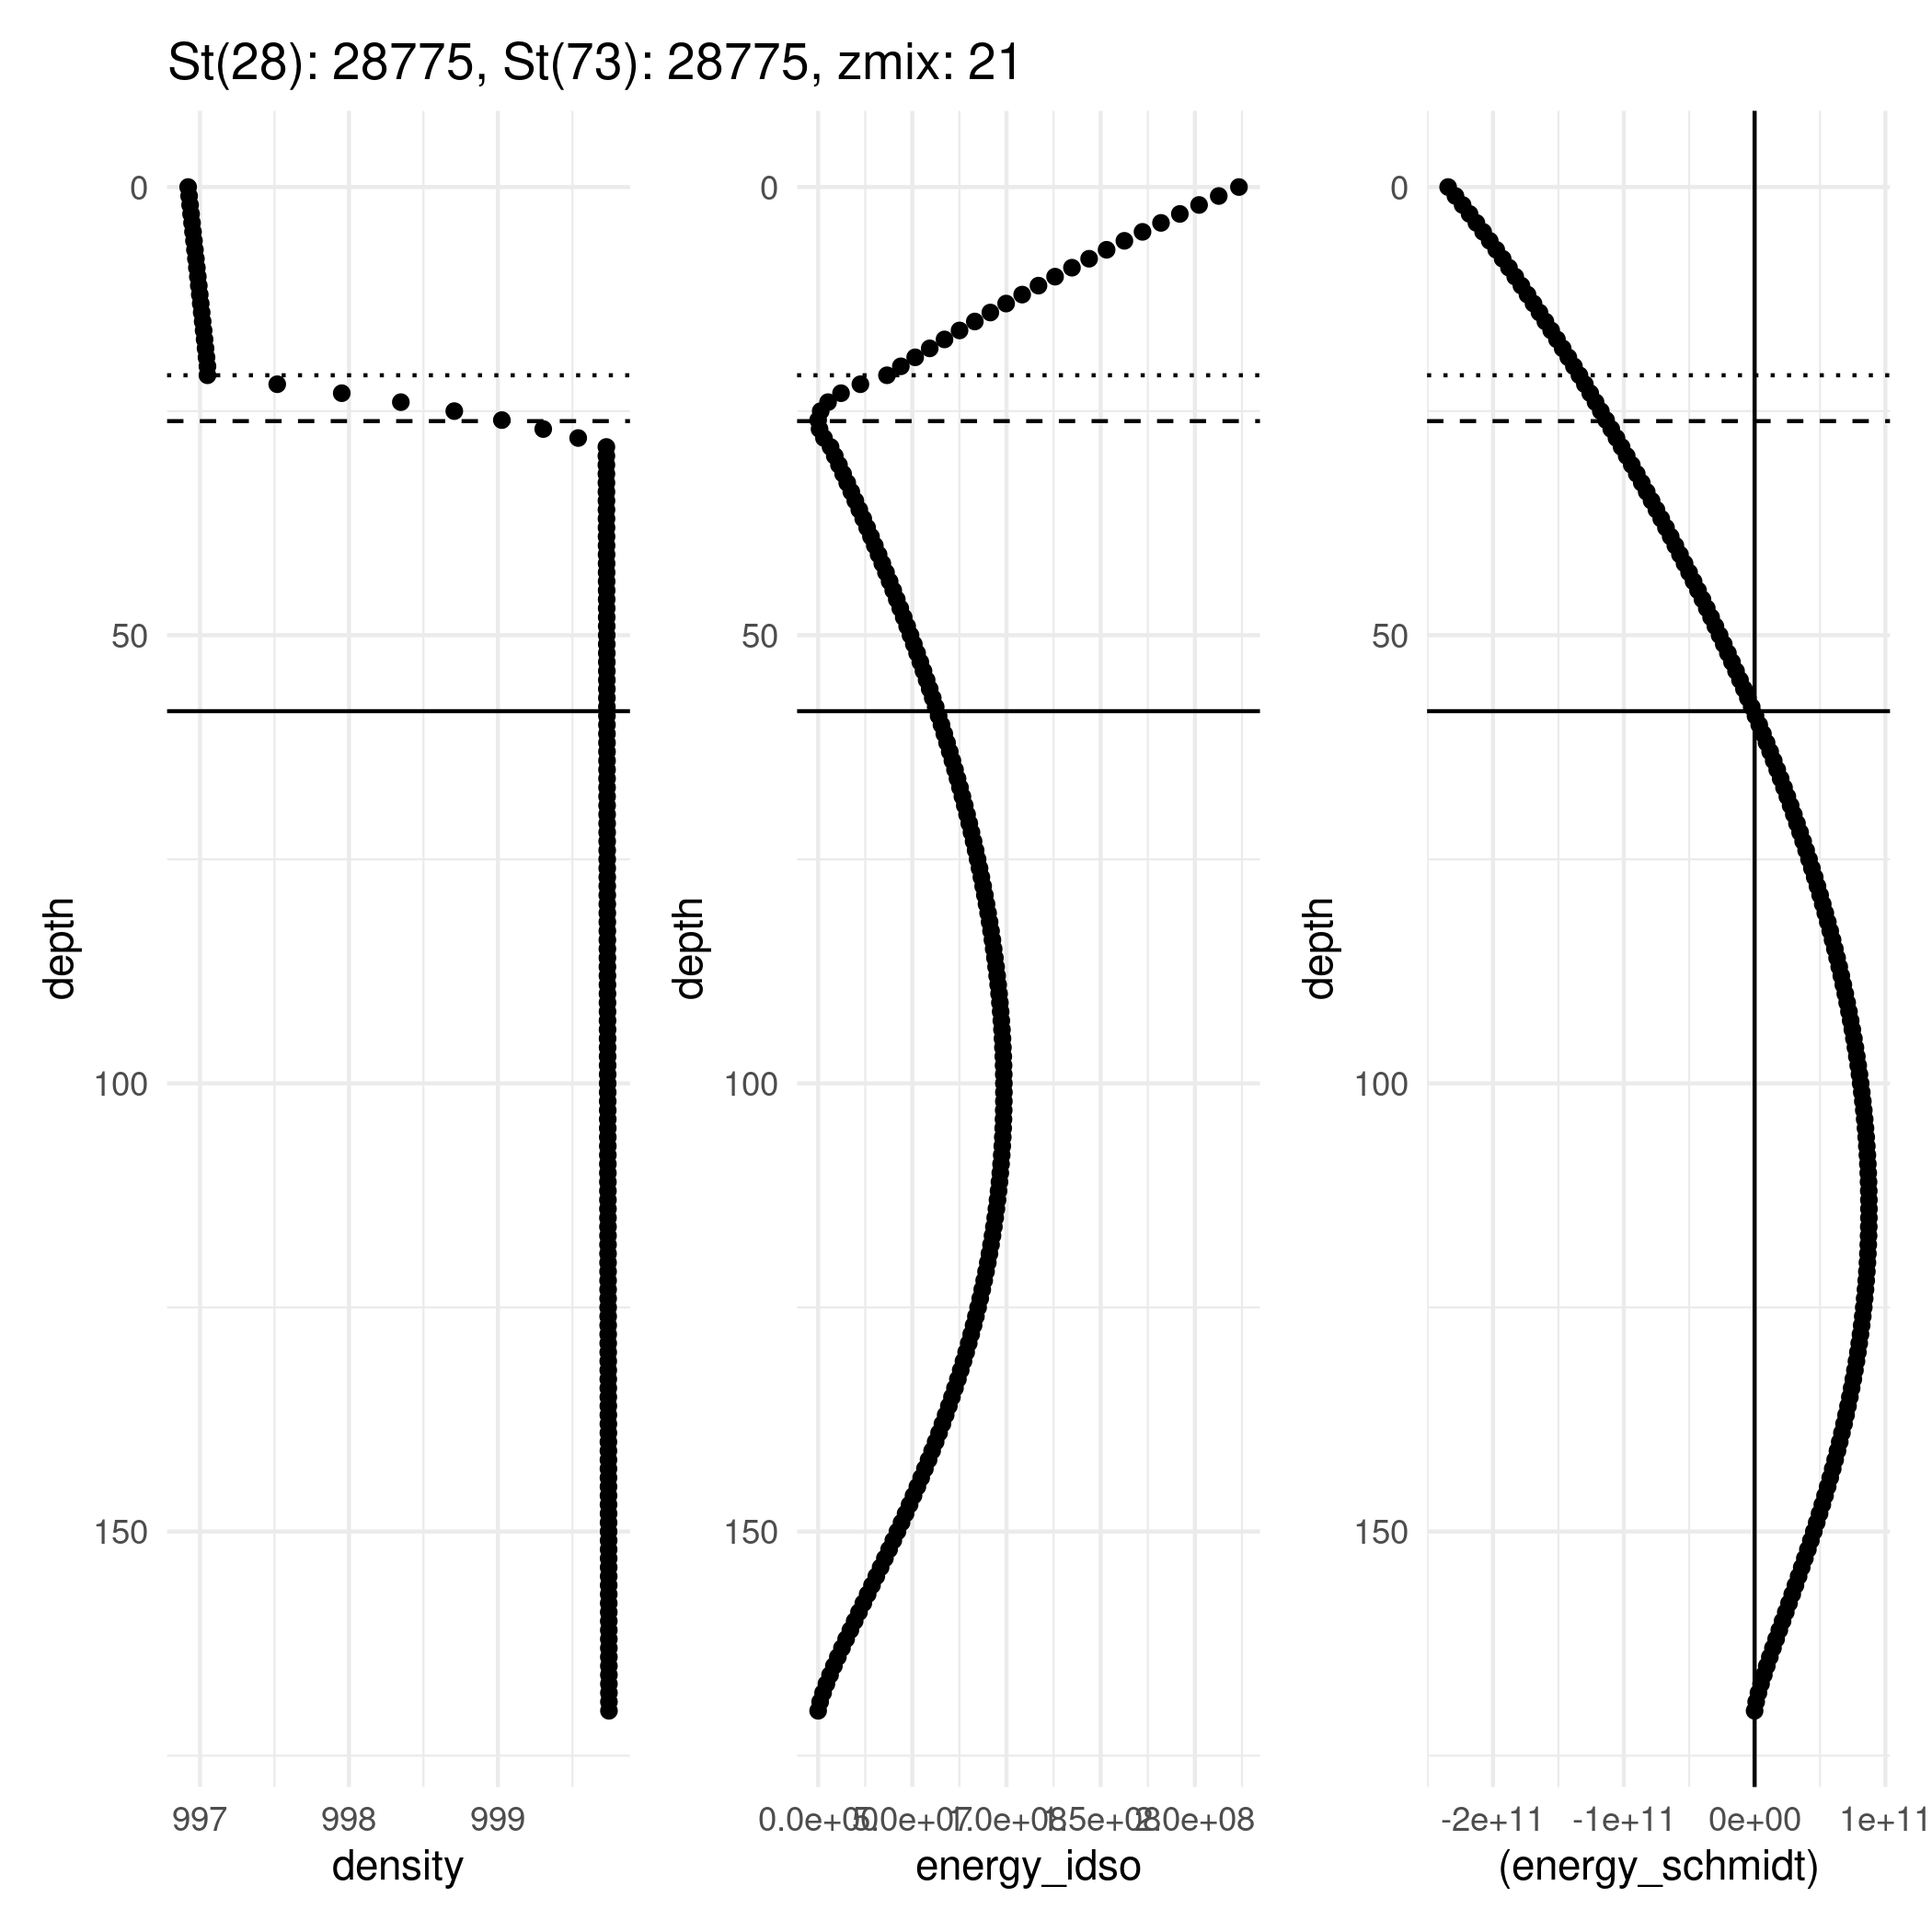 St(28): 28775, St(73): 28775, zmix: 21
0
50
100
150
depth
997 998 999
density
0
50
100
150
depth
0.0e+00 5.0e+07 1.0e+08 1.5e+08 2.0e+08
energy_idso
0
50
100
150
depth
-2e+11 -1e+11 0e+00 1e+11
(energy_schmidt)